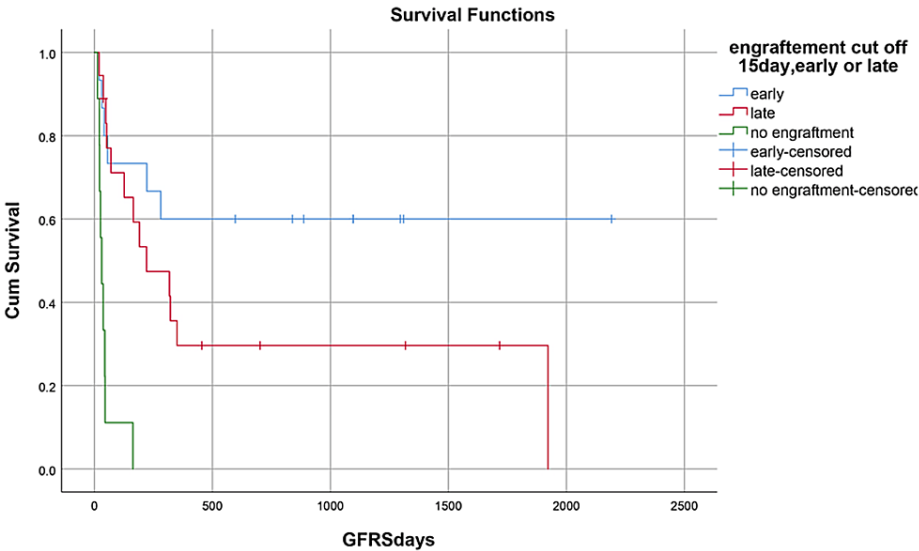 Survival Functions
engraftement cut off
15day,early or late
early
late
no engraftment
early-censored
late-censored
no engraftment-censored
Cum Survival
1.0
0.8
0.6
0.4
0.2
0.0
0 500 1000 1500 2000 2500
GFRSdays